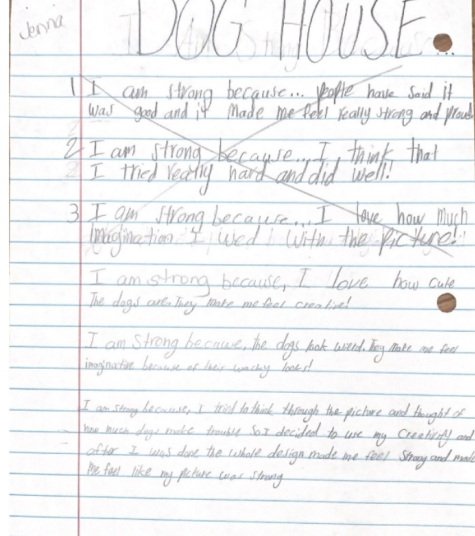 Jenna
DOG HOUSE
1 I am strong because... people have said it
was good and it made me feel really strong and proud
2 I am strong because... I think that
I tried really hard and did well!
3 I am strong because... I love how much
imagination I used! With the picture!!
I am strong because, I love how cute
The dogs are. They make me feel creative!
I am strong because, the dogs look weird. They make me feel
imaginative because of their wacky looks!
I am strong because, I tried to think through the picture and thought of
how much dogs make trouble So I decided to use my creativity and
after I was done the whole design made me feel strong and made
me feel like my picture was strong